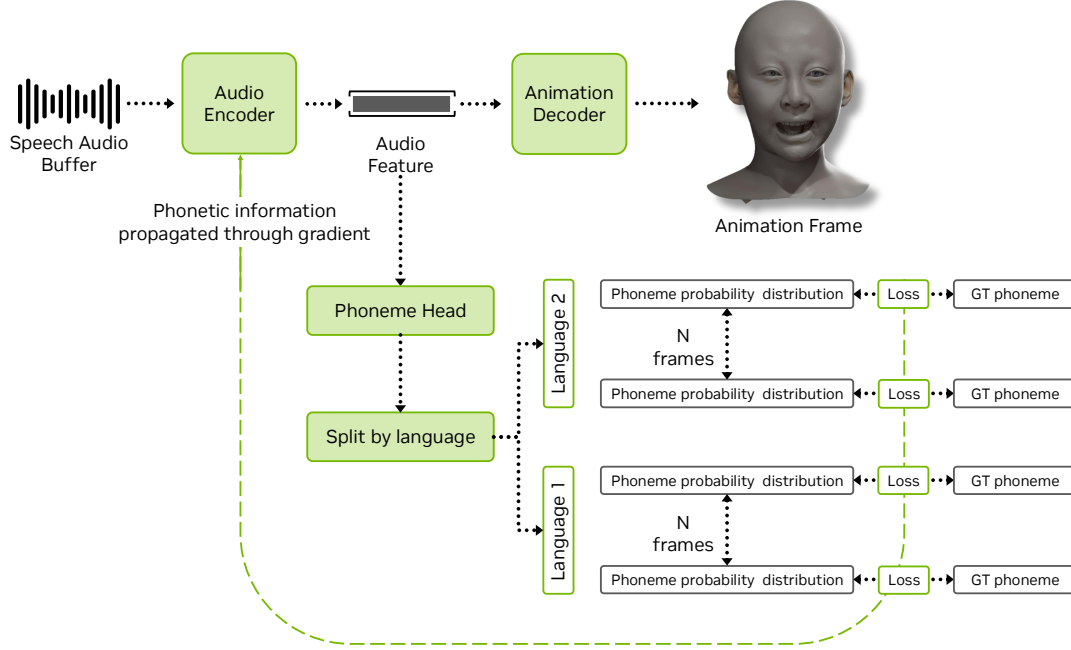 Speech Audio
Buffer
Audio
Encoder
Audio
Feature
Animation
Decoder
Animation Frame
Phonetic information
propagated through gradient
Phoneme Head
Split by language
Language 2
Phoneme probability distribution
Loss
GT phoneme
N
frames
Phoneme probability distribution
Loss
GT phoneme
Language 1
Phoneme probability distribution
Loss
GT phoneme
N
frames
Phoneme probability distribution
Loss
GT phoneme